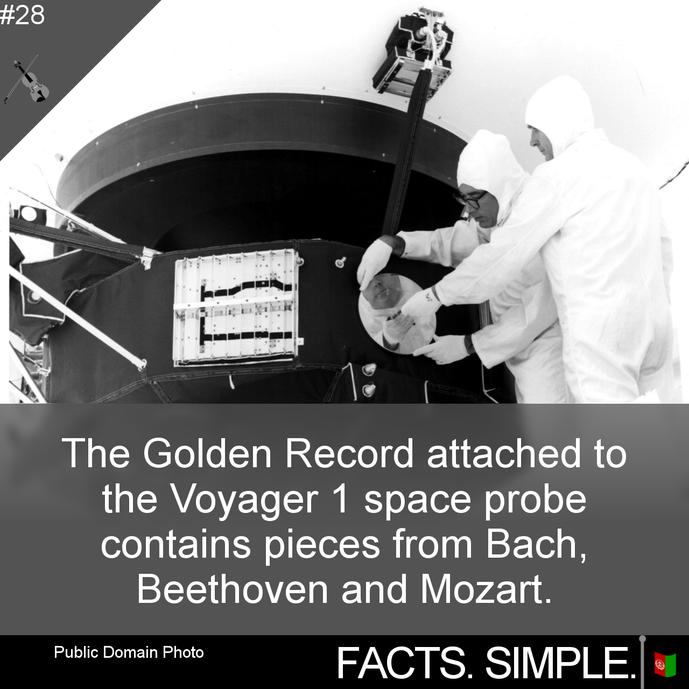 #28
The Golden Record attached to
the Voyager 1 space probe
contains pieces from Bach,
Beethoven and Mozart.
Public Domain Photo
FACTS. SIMPLE.